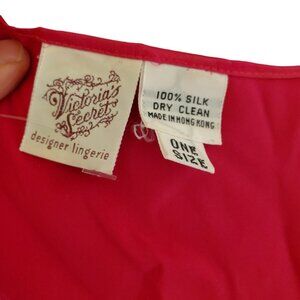 Victoria's
Secret
designer lingerie
100% SILK
DRY CLEAN
MADE IN HONG KONG
ONE
SIZE